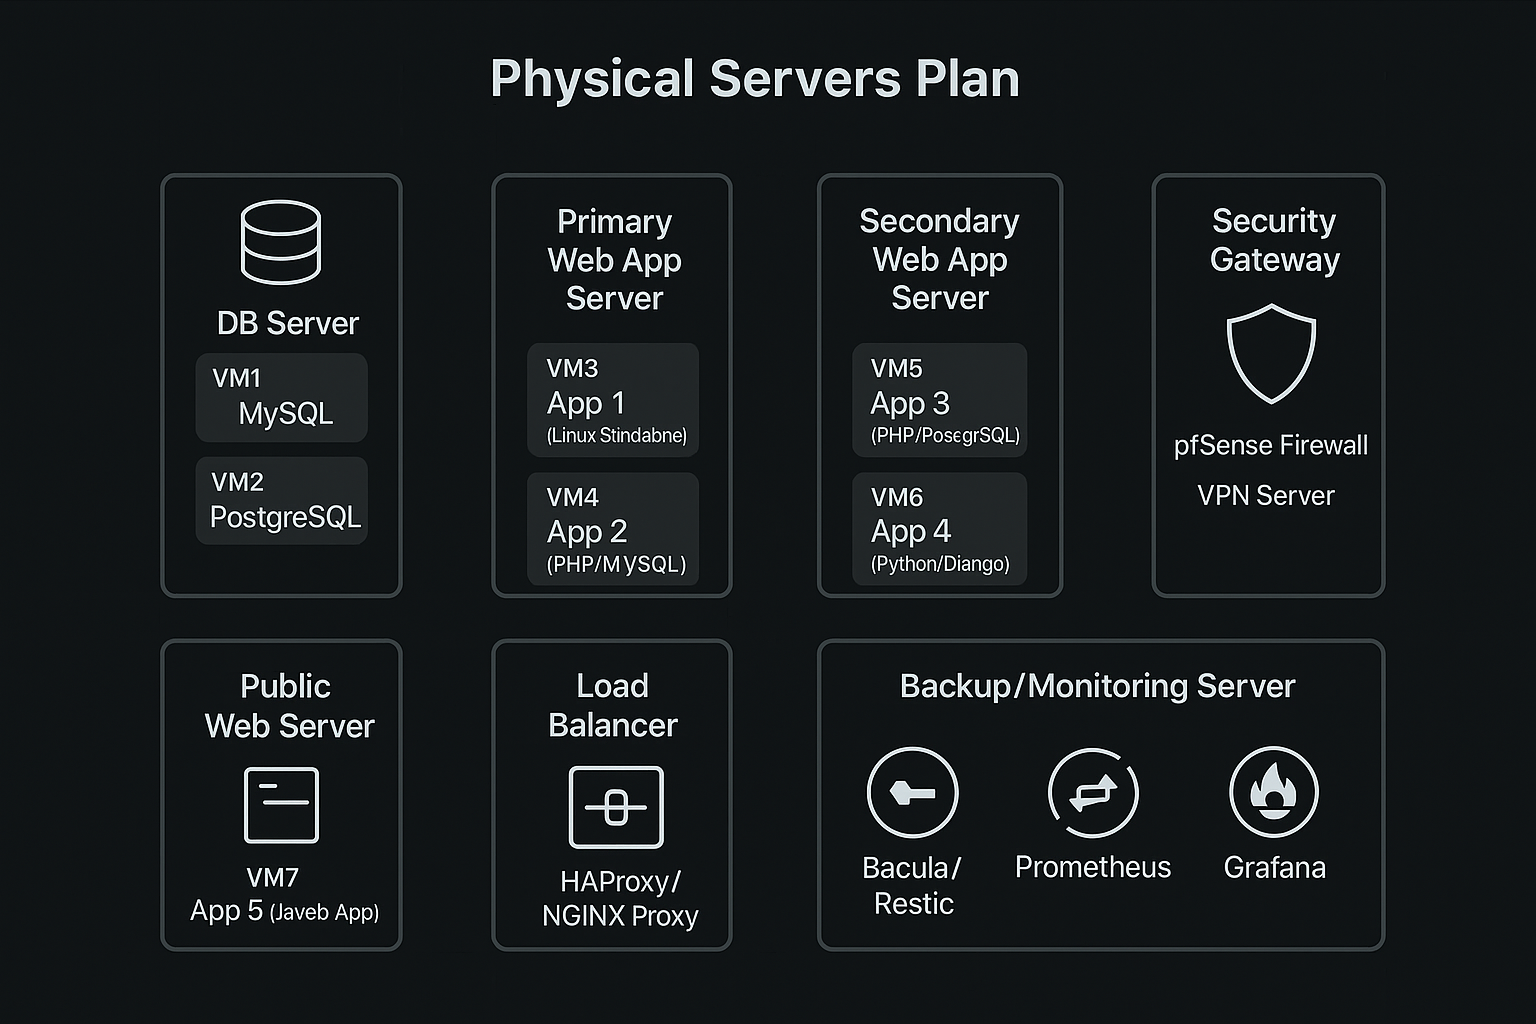 Physical Servers Plan
DB Server
VM1
MySQL
VM2
PostgreSQL
Primary
Web App
Server
VM3
App 1
(Linux Stindabne)
VM4
App 2
(PHP/MySQL)
Secondary
Web App
Server
VM5
App 3
(PHP/PosεgrSQL)
VM6
App 4
(Python/Diango)
Security
Gateway
pfSense Firewall
VPN Server
Public
Web Server
VM7
App 5 (Javeb App)
Load
Balancer
HAProxy/
NGINX Proxy
Backup/Monitoring Server
Bacula/
Restic
Prometheus
Grafana